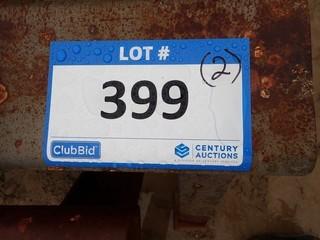 LOT #
(2)
399
ClubBid
CENTURY
AUCTIONS